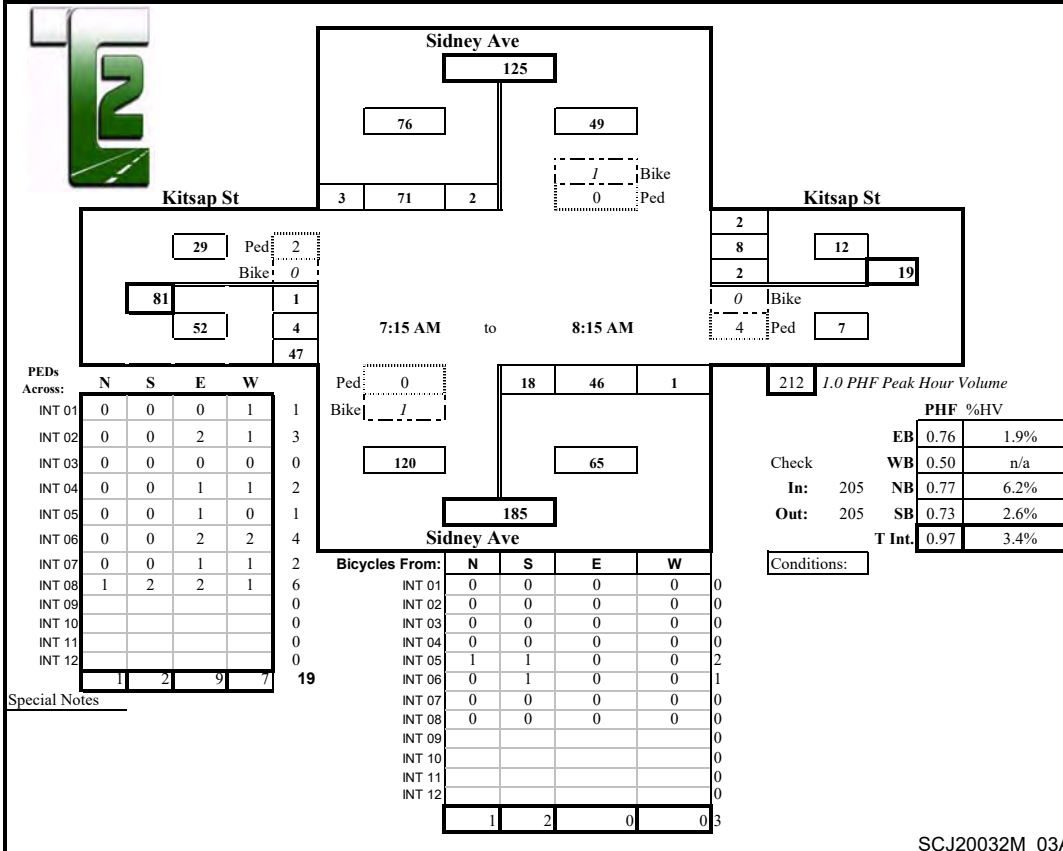 Sidney Ave
125
76 49
1 Bike
Kitsap St 3 71 2 0 Ped Kitsap St
2
29 Ped 2 8 12
Bike 0 2 19
81 1 0 Bike
52 4 7:15 AM to 8:15 AM 4 Ped 7
47
PEDs
Across: N S E W Ped 0 18 46 1 212 1.0 PHF Peak Hour Volume
INT 01 0 0 0 1 1 Bike 1 PHF %HV
INT 02 0 0 2 1 3 EB 0.76 1.9%
INT 03 0 0 0 0 0 120 65 Check WB 0.50 n/a
INT 04 0 0 1 1 2 In: 205 NB 0.77 6.2%
INT 05 0 0 1 0 1 185 Out: 205 SB 0.73 2.6%
INT 06 0 0 2 2 4 Sidney Ave T Int. 0.97 3.4%
INT 07 0 0 1 1 2 Bicycles From: N S E W Conditions:
INT 08 1 2 2 1 6 INT 01 0 0 0 0 0
INT 09 0 INT 02 0 0 0 0 0
INT 10 0 INT 03 0 0 0 0 0
INT 11 0 INT 04 0 0 0 0 0
INT 12 0 INT 05 1 1 0 0 2
1 2 9 7 19 INT 06 0 1 0 0 1
Special Notes INT 07 0 0 0 0 0
INT 08 0 0 0 0 0
INT 09 0
INT 10 0
INT 11 0
INT 12 0
1 2 0 0 3